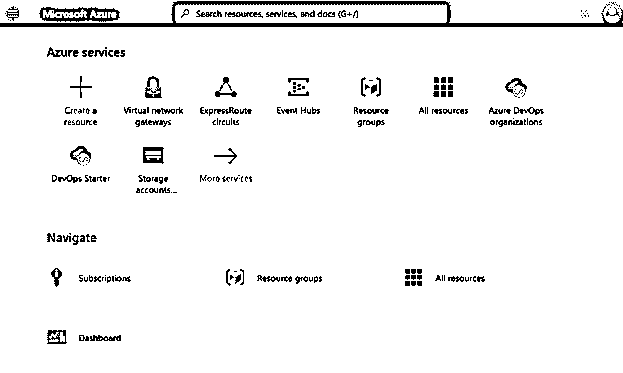 Microsoft Azure
Search resources, services, and docs (G+/)
Azure services
Create a
resource
Virtual network
gateways
ExpressRoute
circuits
Event Hubs
Resource
groups
All resources
Azure DevOps
organizations
DevOps Starter
Storage
accounts...
More services
Navigate
Subscriptions
Resource groups
All resources
Dashboard